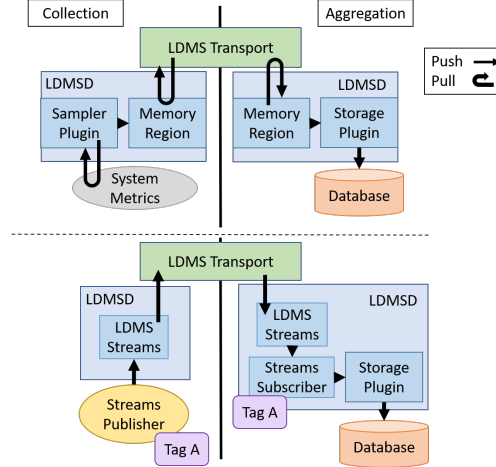 Collection
Aggregation
LDMS Transport
Push
Pull
LDMSD
Sampler
Plugin
Memory
Region
System
Metrics
LDMSD
Memory
Region
Storage
Plugin
Database
LDMS Transport
LDMSD
LDMS
Streams
Streams
Publisher
Tag A
LDMSD
LDMS
Streams
Streams
Subscriber
Tag A
Storage
Plugin
Database